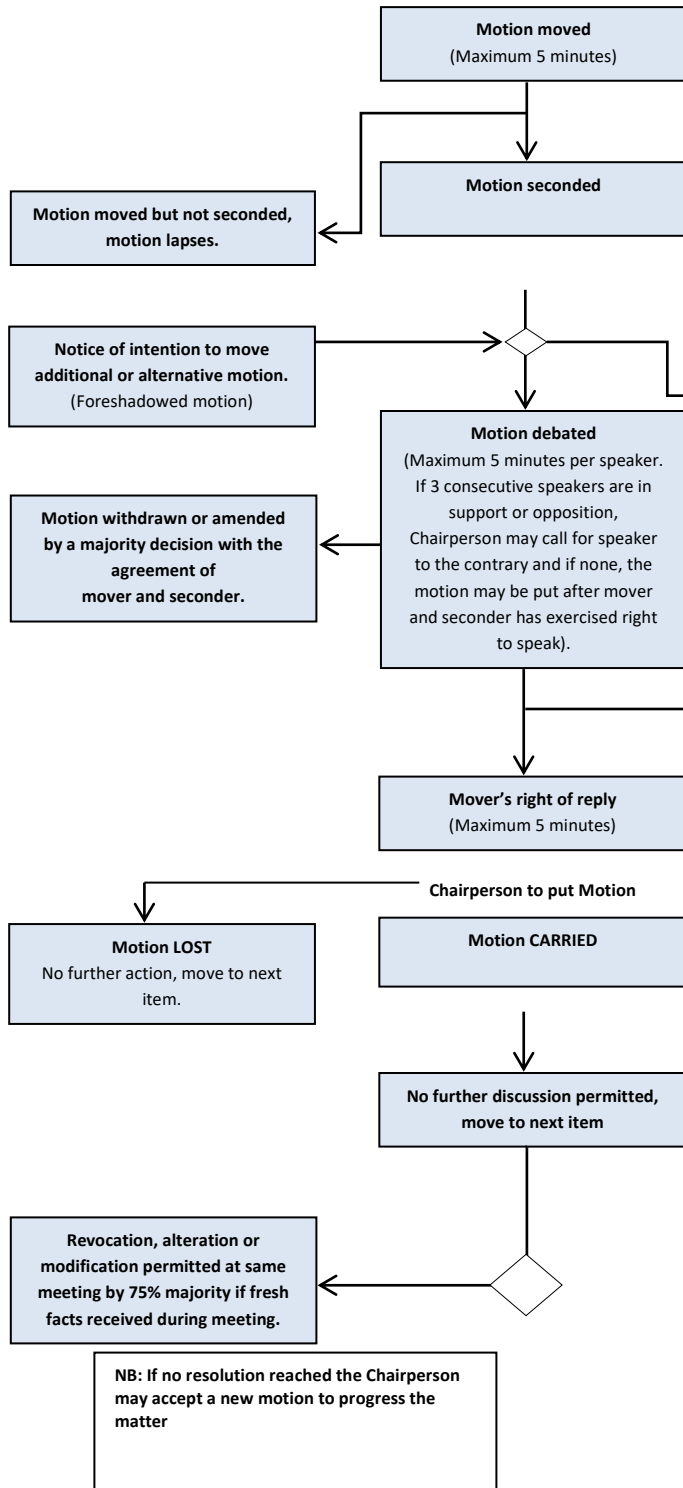 Motion moved
(Maximum 5 minutes)
Motion seconded
Motion moved but not seconded,
motion lapses.
Notice of intention to move
additional or alternative motion.
(Foreshadowed motion)
Motion debated
(Maximum 5 minutes per speaker.
If 3 consecutive speakers are in
support or opposition,
Chairperson may call for speaker
to the contrary and if none, the
motion may be put after mover
and seconder has exercised right
to speak).
Motion withdrawn or amended
by a majority decision with the
agreement of
mover and seconder.
Mover’s right of reply
(Maximum 5 minutes)
Chairperson to put Motion
Motion LOST
No further action, move to next
item.
Motion CARRIED
No further discussion permitted,
move to next item
Revocation, alteration or
modification permitted at same
meeting by 75% majority if fresh
facts received during meeting.
NB: If no resolution reached the Chairperson
may accept a new motion to progress the
matter